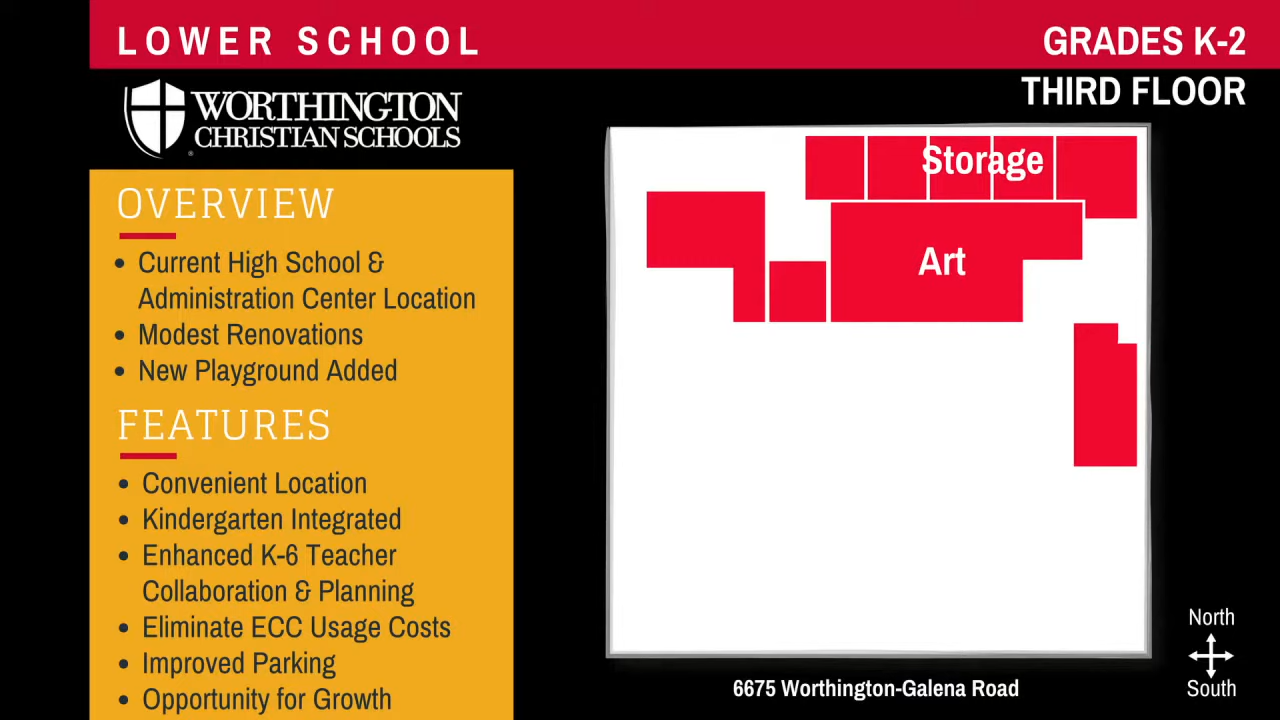 LOWER SCHOOL
GRADES K-2
THIRD FLOOR
WORTHINGTON
CHRISTIAN SCHOOLS
OVERVIEW
Current High School &
Administration Center Location
Modest Renovations
New Playground Added
FEATURES
Convenient Location
Kindergarten Integrated
Enhanced K-6 Teacher
Collaboration & Planning
Eliminate ECC Usage Costs
Improved Parking
Opportunity for Growth
Storage
Art
6675 Worthington-Galena Road
North
South